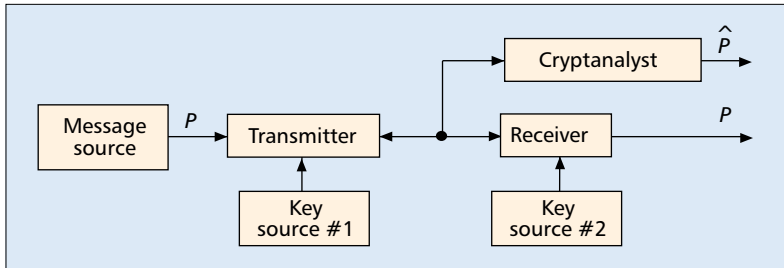 ^
P
Cryptanalyst
Message
source
P
Transmitter
Receiver
P
Key
source #1
Key
source #2